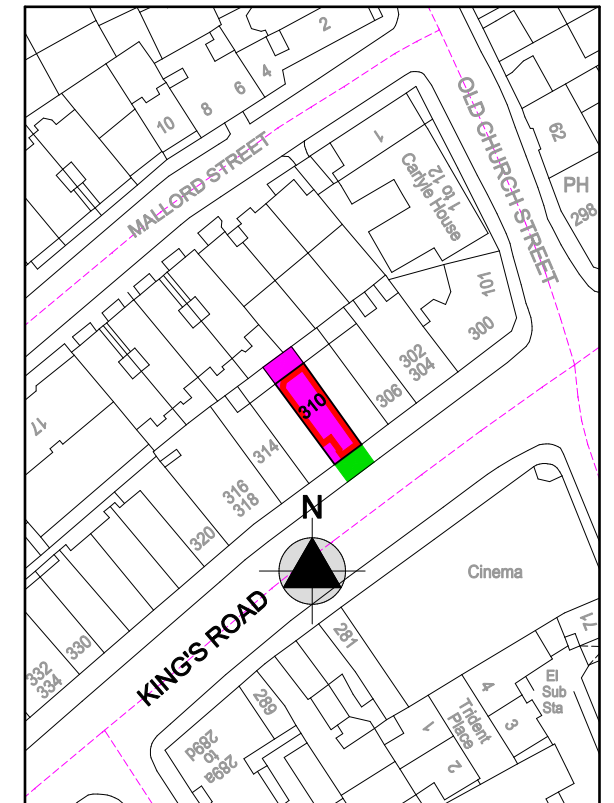 2
4
6
8
10
MALLORD STREET
OLD CHURCH STREET
1
1 to 12
Carlyle House
62
PH
298
101
300
302
304
306
310
314
316
318
320
17
330
332
334
N
KING'S ROAD
Cinema
281
289
289a
to
289d
71
El
Sub
Sta
4
3
Trident
Place
1
2